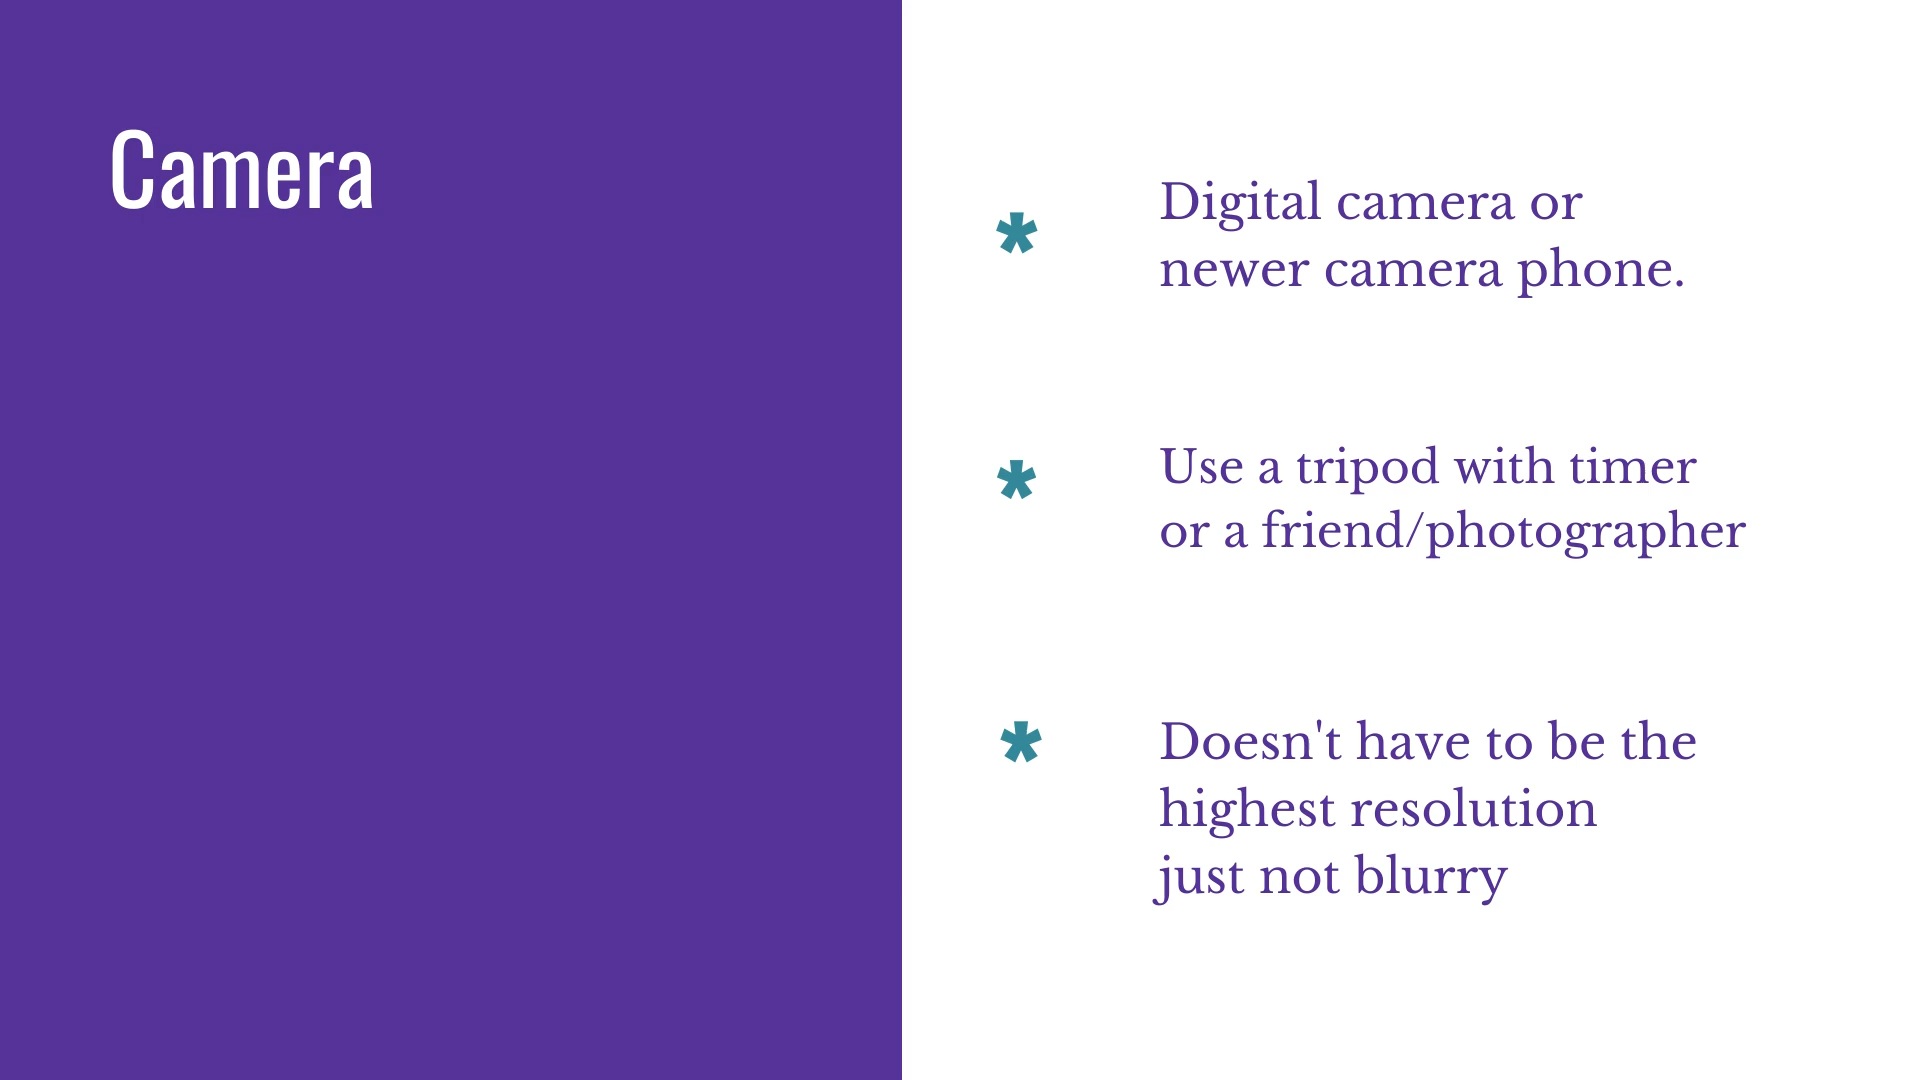 Camera
* Digital camera or
newer camera phone.
* Use a tripod with timer
or a friend/photographer
* Doesn't have to be the
highest resolution
just not blurry